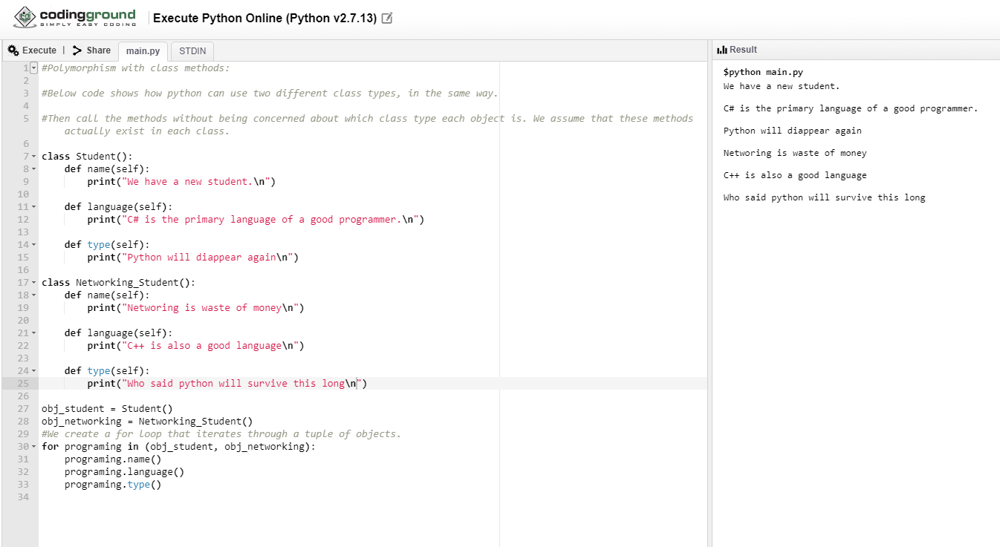 codingground
SIMPLY EASY CODING
Execute Python Online (Python v2.7.13)
Execute | Share main.py STDIN
1 #Polymorphism with class methods:
2
3 #Below code shows how python can use two different class types, in the same way.
4
5 #Then call the methods without being concerned about which class type each object is. We assume that these methods
actually exist in each class.
6
7 class Student():
8 def name(self):
9 print("We have a new student.\n")
10
11 def language(self):
12 print("C# is the primary language of a good programmer.\n")
13
14 def type(self):
15 print("Python will diappear again\n")
16
17 class Networking_Student():
18 def name(self):
19 print("Networing is waste of money\n")
20
21 def language(self):
22 print("C++ is also a good language\n")
23
24 def type(self):
25 print("Who said python will survive this long\n")
26
27 obj_student = Student()
28 obj_networking = Networking_Student()
29 #We create a for loop that iterates through a tuple of objects.
30 for programing in (obj_student, obj_networking):
31 programing.name()
32 programing.language()
33 programing.type()
34
Result
$python main.py
We have a new student.
C# is the primary language of a good programmer.
Python will diappear again
Networing is waste of money
C++ is also a good language
Who said python will survive this long